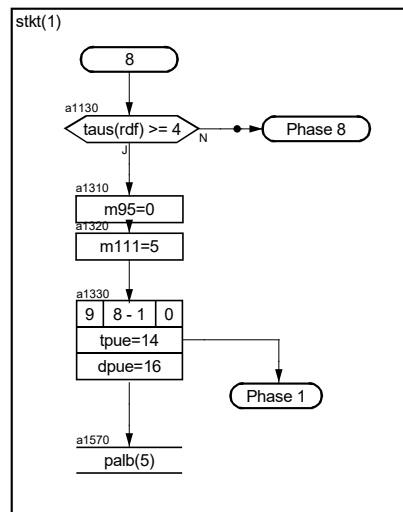 stkt(1)
8
a1130
taus(rdf) >= 4
N
Phase 8
J
a1310
m95=0
a1320
m111=5
a1330
9 8 - 1 0
tpue=14
dpue=16
Phase 1
a1570
palb(5)